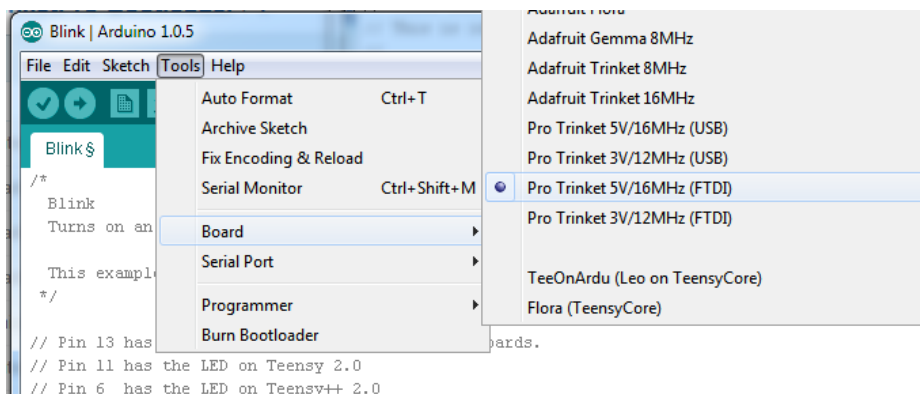 Blink | Arduino 1.0.5
File Edit Sketch Tools Help
Blink §
Auto Format Ctrl+T
Archive Sketch
Fix Encoding & Reload
Serial Monitor Ctrl+Shift+M
Board
Serial Port
Programmer
Burn Bootloader
Adafruit Flora
Adafruit Gemma 8MHz
Adafruit Trinket 8MHz
Adafruit Trinket 16MHz
Pro Trinket 5V/16MHz (USB)
Pro Trinket 3V/12MHz (USB)
Pro Trinket 5V/16MHz (FTDI)
Pro Trinket 3V/12MHz (FTDI)
TeeOnArdu (Leo on TeensyCore)
Flora (TeensyCore)
/*
Blink
Turns on an
This exampl
*/
// Pin 13 has oards.
// Pin 11 has the LED on Teensy 2.0
// Pin 6 has the LED on Teensy++ 2.0